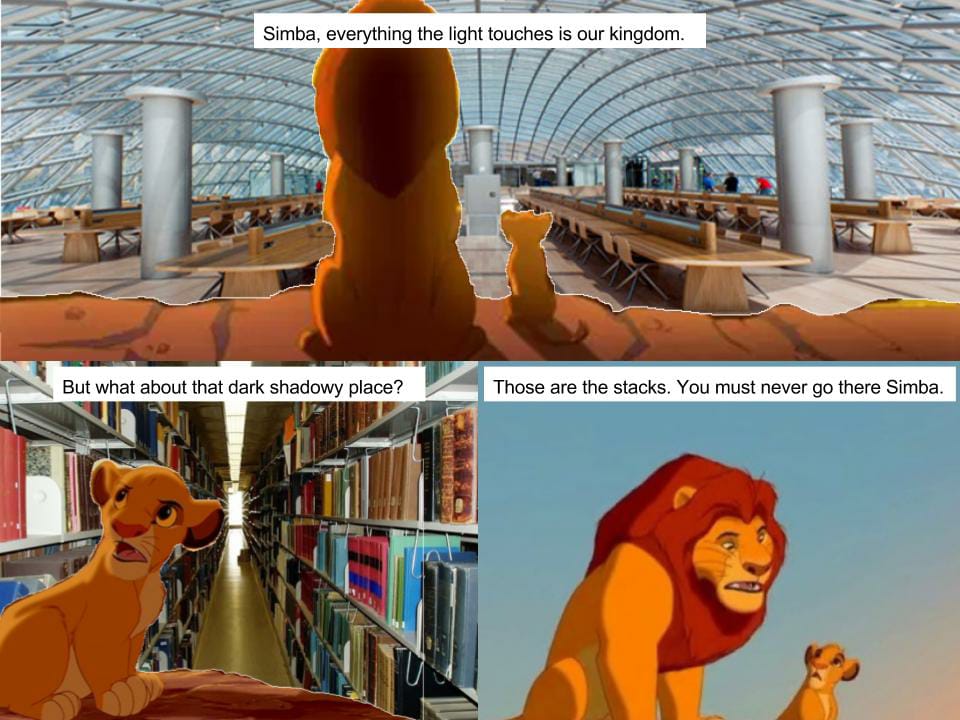 Simba, everything the light touches is our kingdom.
But what about that dark shadowy place?
Those are the stacks. You must never go there Simba.